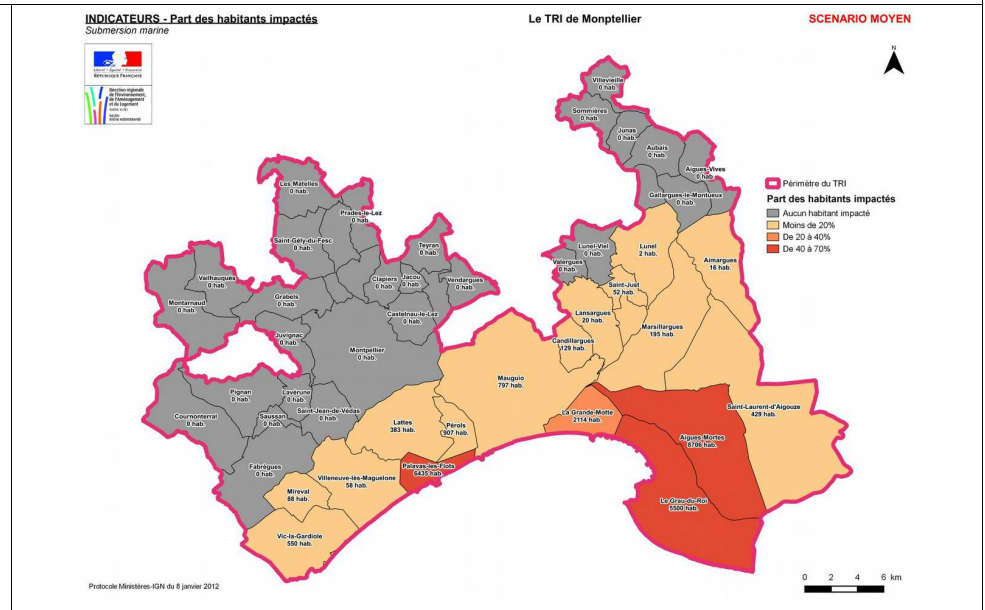 INDICATEURS - Part des habitants impactés
Submersion marine
Le TRI de Monptellier
SCENARIO MOYEN
RÉPUBLIQUE FRANÇAISE
Direction régionale
de l'Environnement,
de l'Aménagement
et du Logement
N
Villevieille
0 hab.
Sommières
0 hab.
Junas
0 hab.
Aubais
0 hab.
Aigues-Vives
0 hab.
Gallargues-le-Montueux
0 hab.
Les Matelles
0 hab.
Prades-le-Lez
0 hab.
Saint-Gély-du-Fesc
0 hab.
Teyran
0 hab.
Vailhauquès
0 hab.
Montarnaud
0 hab.
Grabels
0 hab.
Clapiers
0 hab.
Jacou
0 hab.
Vendargues
0 hab.
Castelnau-le-Lez
0 hab.
Juvignac
0 hab.
Montpellier
0 hab.
Lunel-Viel
0 hab.
Valergues
0 hab.
Lunel
2 hab.
Aimargues
16 hab.
Saint-Just
52 hab.
Lansargues
20 hab.
Marsillargues
195 hab.
Candillargues
129 hab.
Mauguio
797 hab.
Pignan
0 hab.
Lavérune
0 hab.
Cournonterral
0 hab.
Saussan
0 hab.
Saint-Jean-de-Védas
0 hab.
Lattes
383 hab.
Pérols
907 hab.
La Grande-Motte
2114 hab.
Saint-Laurent-d'Aigouze
429 hab.
Aigues-Mortes
8706 hab.
Fabrègues
0 hab.
Villeneuve-lès-Maguelone
58 hab.
Palavas-les-Flots
6435 hab.
Mireval
88 hab.
Le Grau-du-Roi
5500 hab.
Vic-la-Gardiole
550 hab.
Périmètre du TRI
Part des habitants impactés
Aucun habitant impacté
Moins de 20%
De 20 à 40%
De 40 à 70%
Protocole Ministères-IGN du 8 janvier 2012
0 2 4 6 km